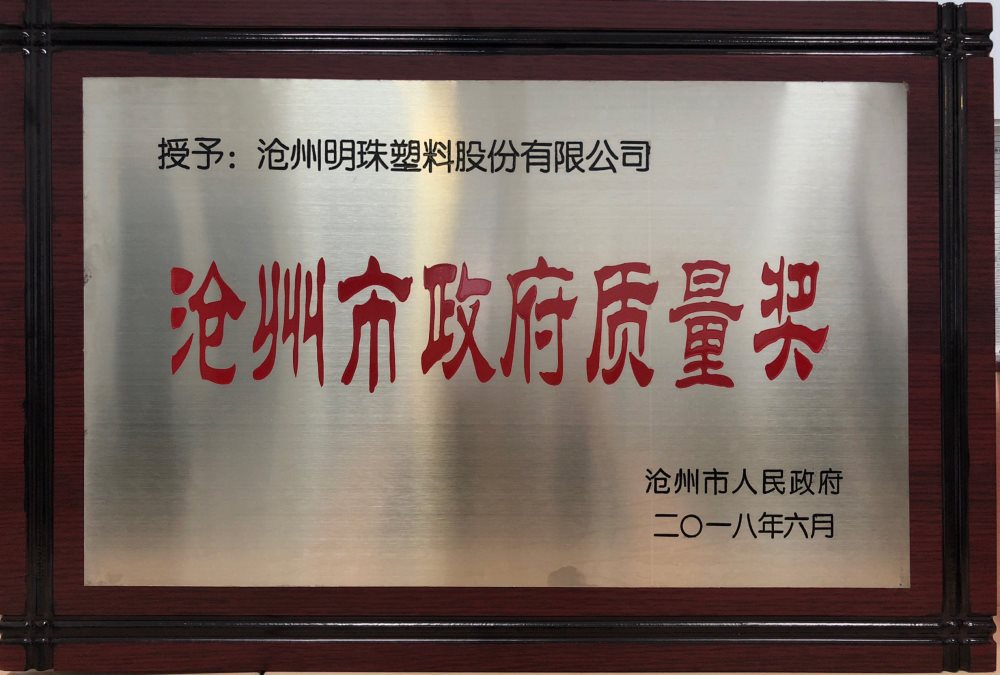 授予：沧州明珠塑料股份有限公司
沧州市政府质量奖
沧州市人民政府
二〇一八年六月